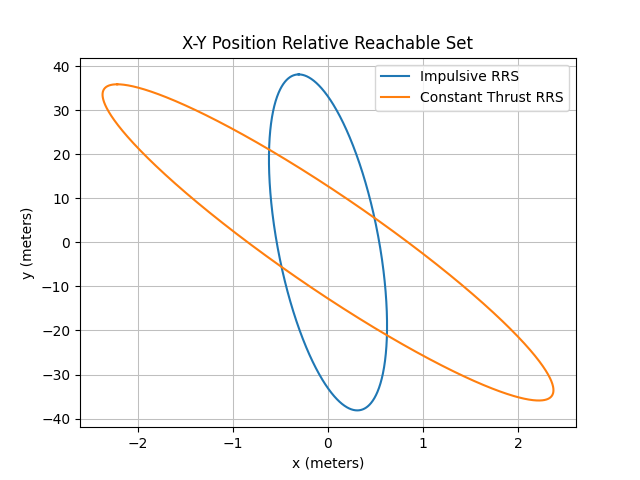 X-Y Position Relative Reachable Set
Impulsive RRS
Constant Thrust RRS
40
30
20
10
0
−10
−20
−30
−40
y (meters)
−2
−1
0
1
2
x (meters)